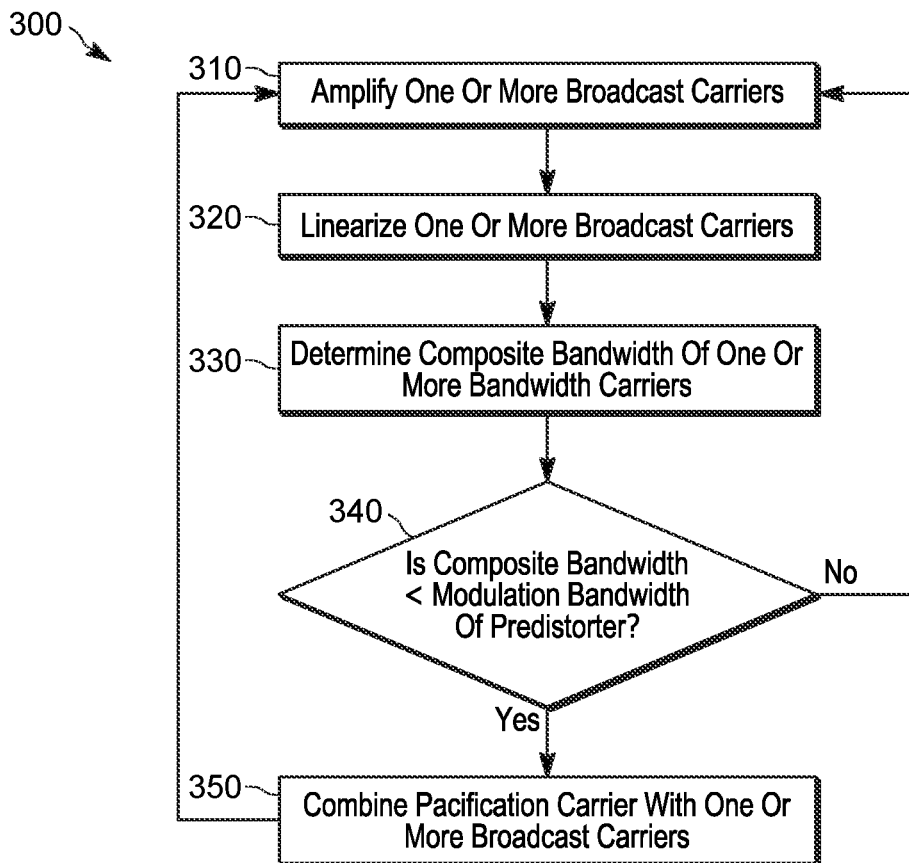 300
310
Amplify One Or More Broadcast Carriers
320
Linearize One Or More Broadcast Carriers
330
Determine Composite Bandwidth Of One Or
More Bandwidth Carriers
340
Is Composite Bandwidth
< Modulation Bandwidth
Of Predistorter?
No
Yes
350
Combine Pacification Carrier With One Or
More Broadcast Carriers